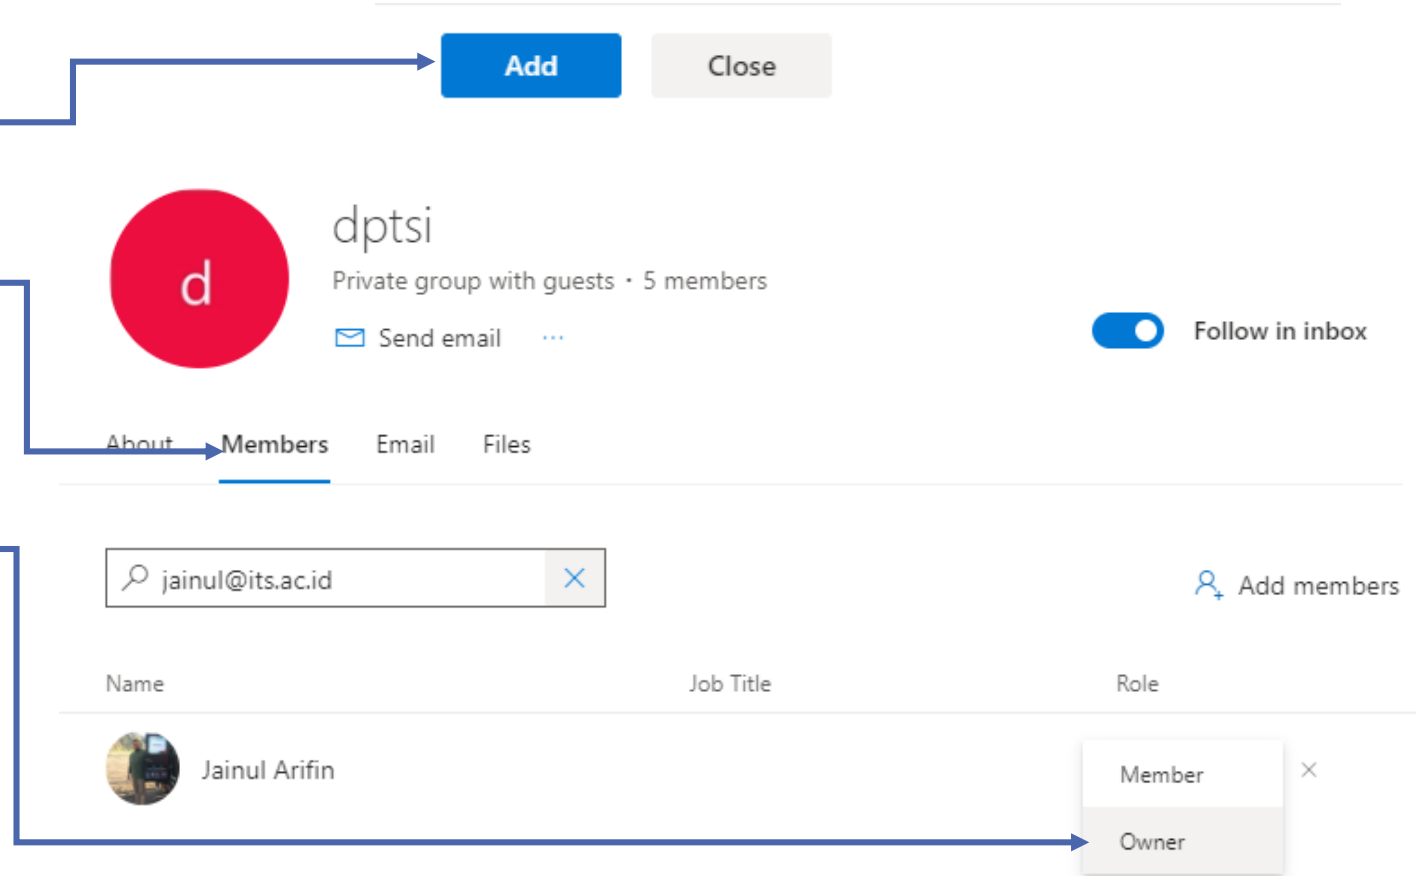 Add Close
d
dptsi
Private group with guests · 5 members
Send email ...
Follow in inbox
About Members Email Files
jainul@its.ac.id
Add members
Name Job Title Role
Jainul Arifin
Member
Owner